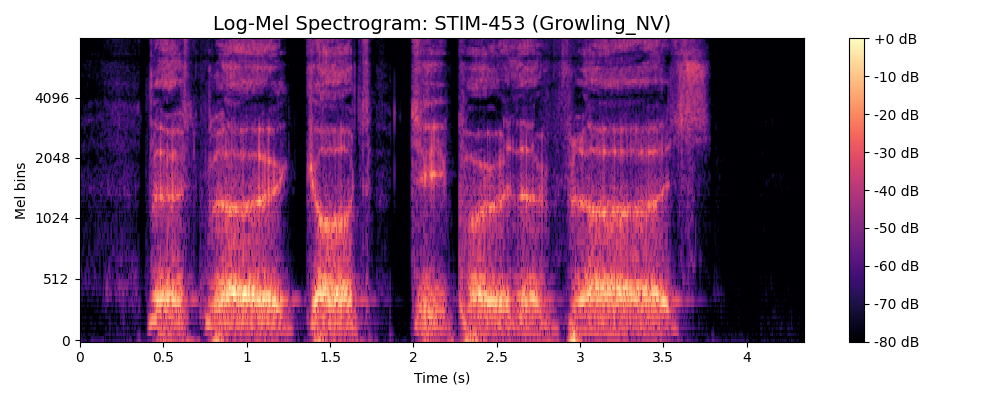 Log-Mel Spectrogram: STIM-453 (Growling_NV)
Mel bins
4096
2048
1024
512
0
0 0.5 1 1.5 2 2.5 3 3.5 4
Time (s)
+0 dB
-10 dB
-20 dB
-30 dB
-40 dB
-50 dB
-60 dB
-70 dB
-80 dB